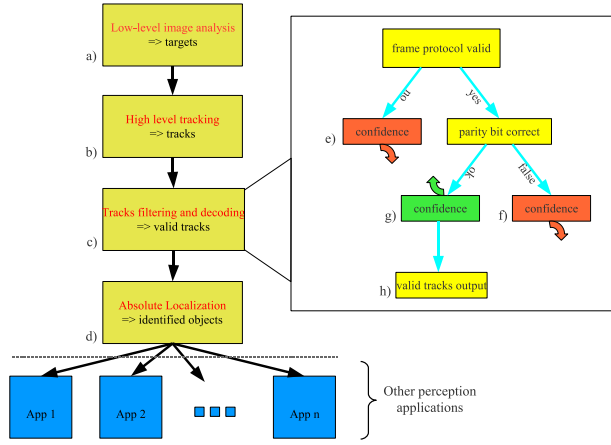 Low-level image analysis
=> targets
a)
High level tracking
=> tracks
b)
Tracks filtering and decoding
=> valid tracks
c)
Absolute Localization
=> identified objects
d)
App 1
App 2
App n
Other perception
applications
frame protocol valid
no
yes
e)
confidence
parity bit correct
ok
false
g)
confidence
f)
confidence
h)
valid tracks output